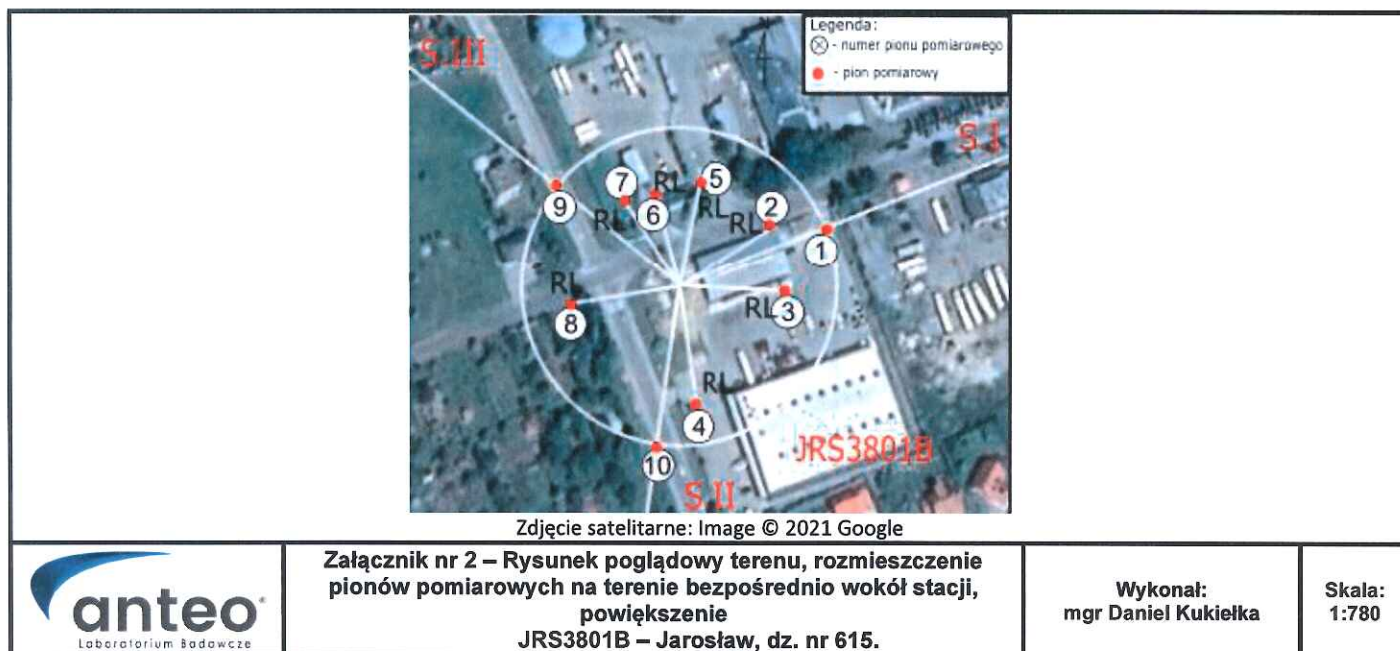 Legenda:
- numer pionu pomiarowego
- pion pomiarowy
N
S.III
S.I
5
7
RL
9
6
RL
2
RL
RL
1
RL
8
RL
3
RL
4
JRS3801B
10
S.II
Zdjęcie satelitarne: Image © 2021 Google
anteo
Laboratorium Badawcze
Załącznik nr 2 – Rysunek poglądowy terenu, rozmieszczenie
pionów pomiarowych na terenie bezpośrednio wokół stacji,
powiększenie
JRS3801B – Jarosław, dz. nr 615.
Wykonał:
mgr Daniel Kukiełka
Skala:
1:780